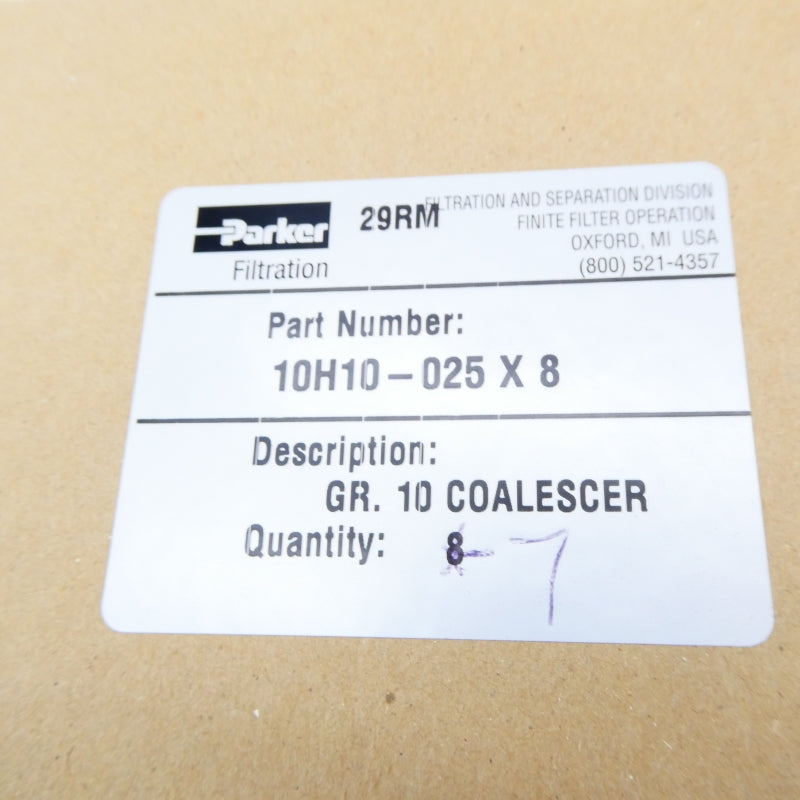 Parker
Filtration
29RM
FILTRATION AND SEPARATION DIVISION
FINITE FILTER OPERATION
OXFORD, MI USA
(800) 521-4357
Part Number:
10H10-025 X 8
Description:
GR. 10 COALESCER
Quantity: 8 7